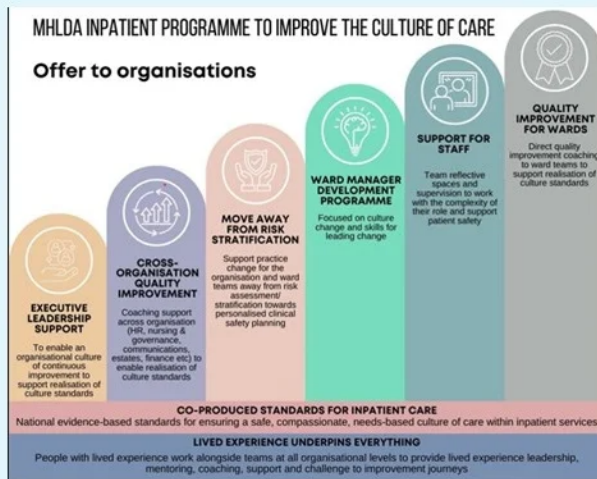 MHLDA INPATIENT PROGRAMME TO IMPROVE THE CULTURE OF CARE
Offer to organisations
EXECUTIVE
LEADERSHIP
SUPPORT
To enable an
organisational culture
of continuous
improvement to
support realisation of
culture standards
CROSS-
ORGANISATION
QUALITY
IMPROVEMENT
Coaching support
across organisation
(HR, nursing &
governance,
communications,
estates, finance etc) to
enable realisation of
culture standards
MOVE AWAY
FROM RISK
STRATIFICATION
Support practice
change for the
organisation and ward
teams away from risk
assessment/
stratification towards
personalised clinical
safety planning
WARD MANAGER
DEVELOPMENT
PROGRAMME
Focused on culture
change and skills for
leading change
SUPPORT FOR
STAFF
Team reflective
spaces and
supervision to work
with the complexity of
their role and support
patient safety
QUALITY
IMPROVEMENT
FOR WARDS
Direct quality
improvement coaching
to ward teams to
support realisation of
culture standards
CO-PRODUCED STANDARDS FOR INPATIENT CARE
National evidence-based standards for ensuring a safe, compassionate, needs-based culture of care within inpatient services
LIVED EXPERIENCE UNDERPINS EVERYTHING
People with lived experience work alongside teams at all organisational levels to provide lived experience leadership,
mentoring, coaching, support and challenge to improvement journeys